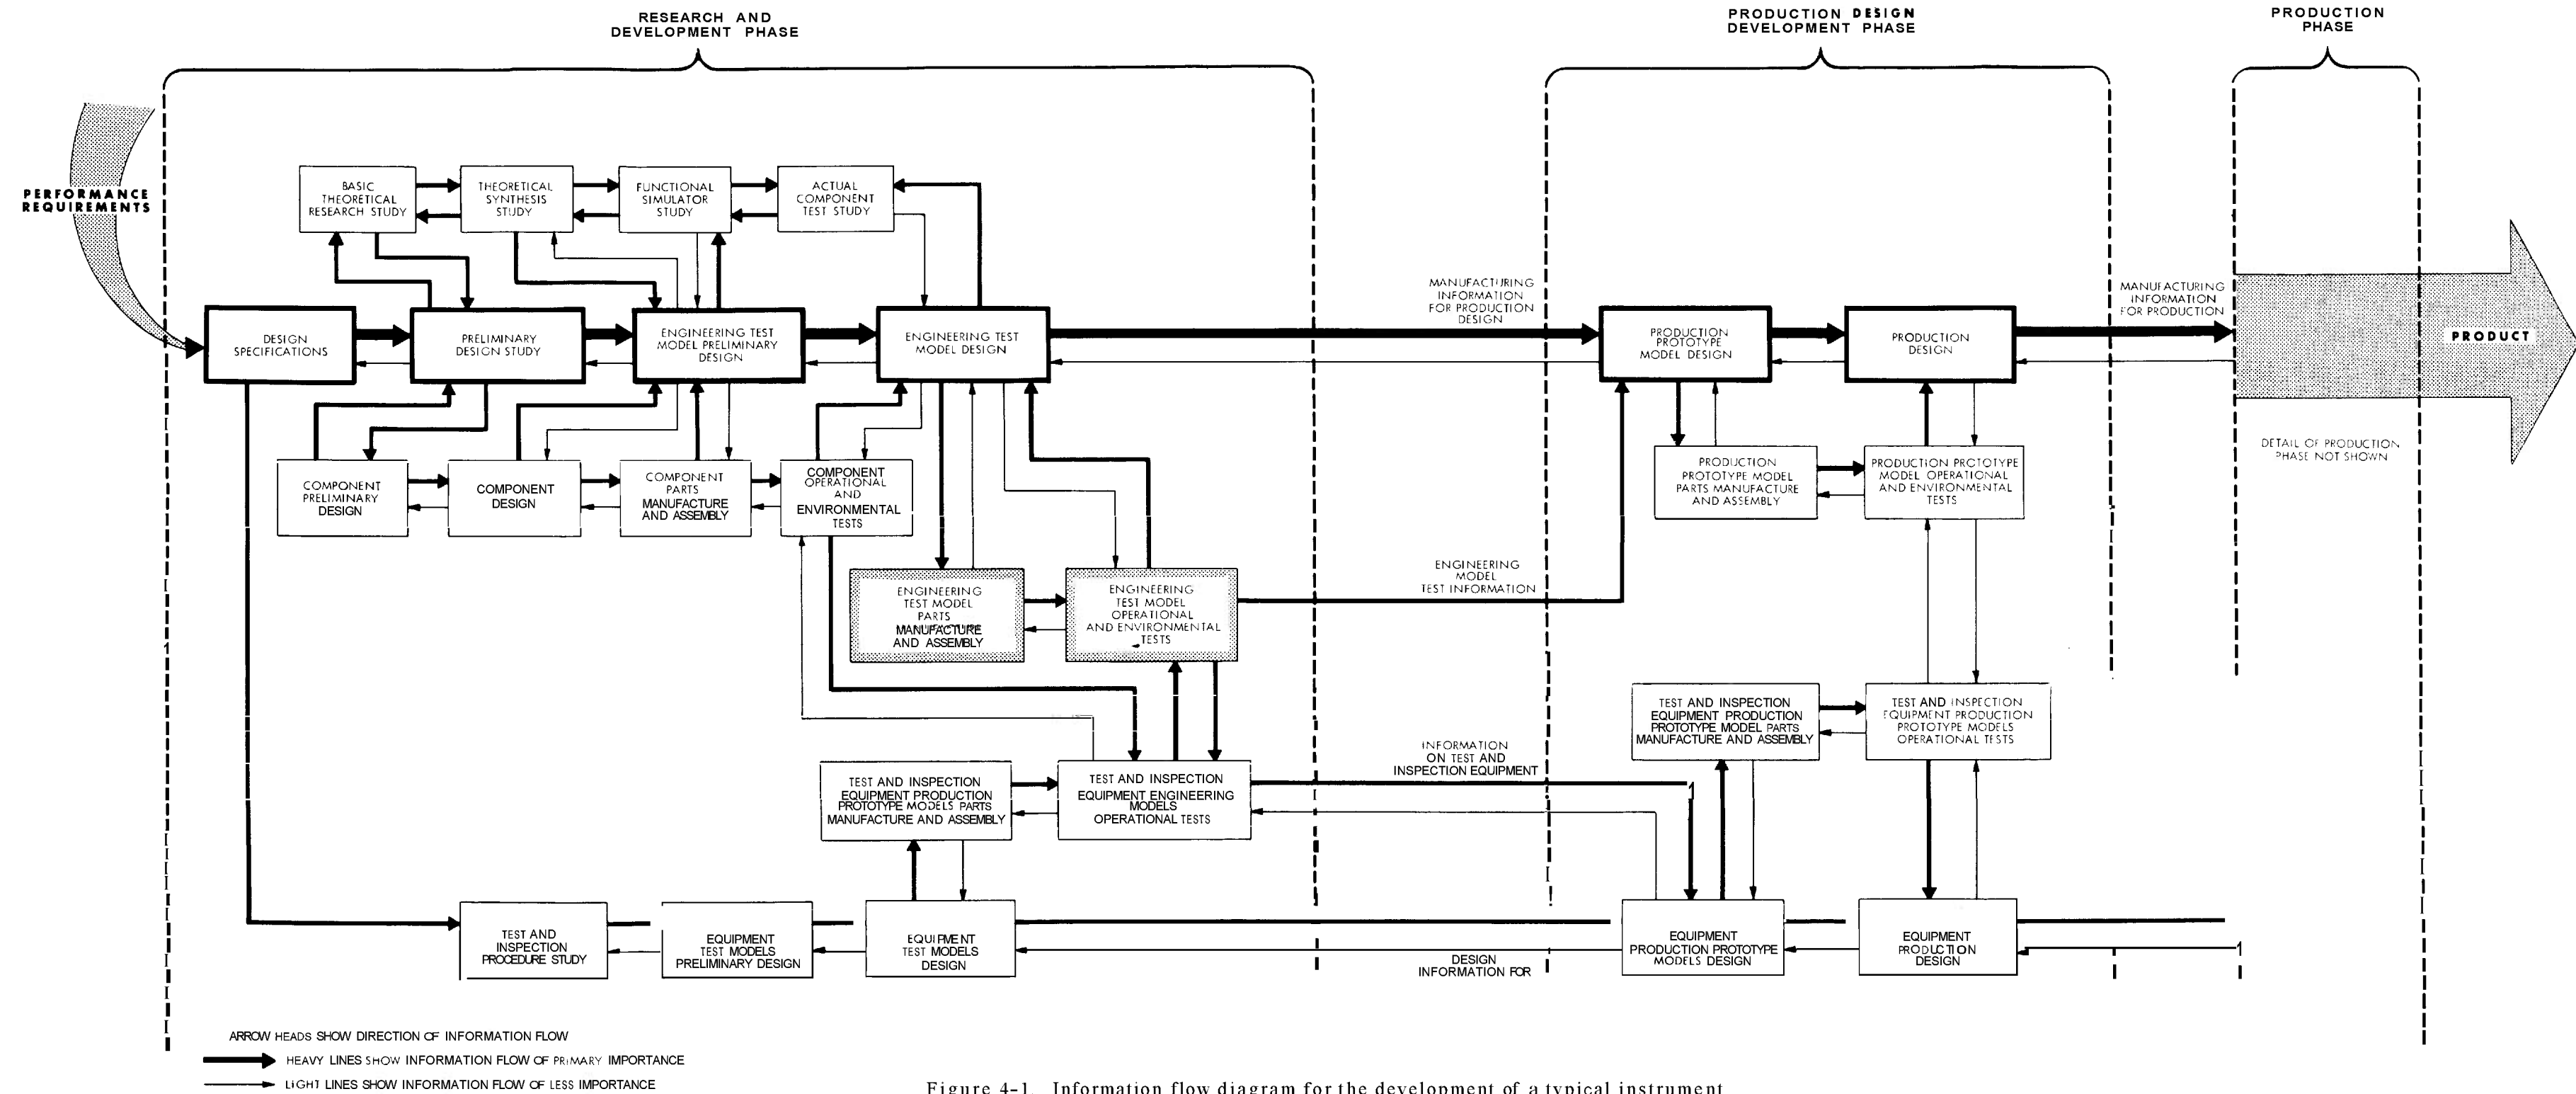 RESEARCH AND
DEVELOPMENT PHASE
PRODUCTION DESIGN
DEVELOPMENT PHASE
PRODUCTION
PHASE
PERFORMANCE
REQUIREMENTS
BASIC
THEORETICAL
RESEARCH STUDY
THEORETICAL
SYNTHESIS
STUDY
FUNCTIONAL
SIMULATOR
STUDY
ACTUAL
COMPONENT
TEST STUDY
DESIGN
SPECIFICATIONS
PRELIMINARY
DESIGN STUDY
ENGINEERING TEST
MODEL PRELIMINARY
DESIGN
ENGINEERING TEST
MODEL DESIGN
MANUFACTURING
INFORMATION
FOR PRODUCTION
DESIGN
PRODUCTION
PROTOTYPE
MODEL DESIGN
PRODUCTION
DESIGN
MANUFACTURING
INFORMATION
FOR PRODUCTION
PRODUCT
COMPONENT
PRELIMINARY
DESIGN
COMPONENT
DESIGN
COMPONENT
PARTS
MANUFACTURE
AND ASSEMBLY
COMPONENT
OPERATIONAL
AND
ENVIRONMENTAL
TESTS
PRODUCTION
PROTOTYPE MODEL
PARTS MANUFACTURE
AND ASSEMBLY
PRODUCTION PROTOTYPE
MODEL OPERATIONAL
AND ENVIRONMENTAL
TESTS
DETAIL OF PRODUCTION
PHASE NOT SHOWN
ENGINEERING
TEST MODEL
PARTS
MANUFACTURE
AND ASSEMBLY
ENGINEERING
TEST MODEL
OPERATIONAL
AND ENVIRONMENTAL
TESTS
ENGINEERING
MODEL
TEST INFORMATION
TEST AND INSPECTION
EQUIPMENT PRODUCTION
PROTOTYPE MODEL PARTS
MANUFACTURE AND ASSEMBLY
TEST AND INSPECTION
EQUIPMENT PRODUCTION
PROTOTYPE MODELS
OPERATIONAL TESTS
TEST AND INSPECTION
EQUIPMENT PRODUCTION
PROTOTYPE MODELS PARTS
MANUFACTURE AND ASSEMBLY
TEST AND INSPECTION
EQUIPMENT ENGINEERING
MODELS
OPERATIONAL TESTS
INFORMATION
ON TEST AND
INSPECTION EQUIPMENT
TEST AND
INSPECTION
PROCEDURE STUDY
EQUIPMENT
TEST MODELS
PRELIMINARY DESIGN
EQUIPMENT
TEST MODELS
DESIGN
DESIGN
INFORMATION FOR
EQUIPMENT
PRODUCTION PROTOTYPE
MODELS DESIGN
EQUIPMENT
PRODUCTION
DESIGN
ARROW HEADS SHOW DIRECTION OF INFORMATION FLOW
HEAVY LINES SHOW INFORMATION FLOW OF PRIMARY IMPORTANCE
LIGHT LINES SHOW INFORMATION FLOW OF LESS IMPORTANCE
Figure 4-1. Information flow diagram for the development of a typical instrument